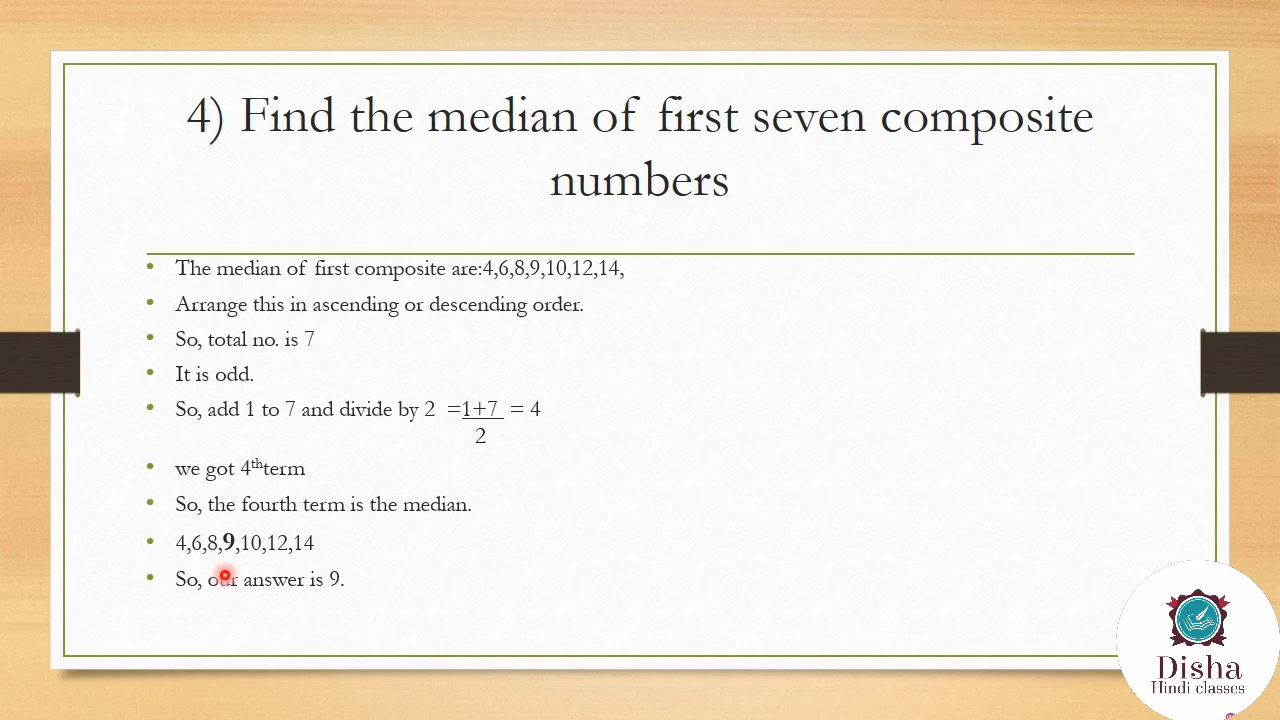 4) Find the median of first seven composite
numbers
• The median of first composite are:4,6,8,9,10,12,14,
• Arrange this in ascending or descending order.
• So, total no. is 7
• It is odd.
• So, add 1 to 7 and divide by 2 =1+7 = 4
2
• we got 4thterm
• So, the fourth term is the median.
• 4,6,8,9,10,12,14
• So, our answer is 9.
Disha
Hindi classes